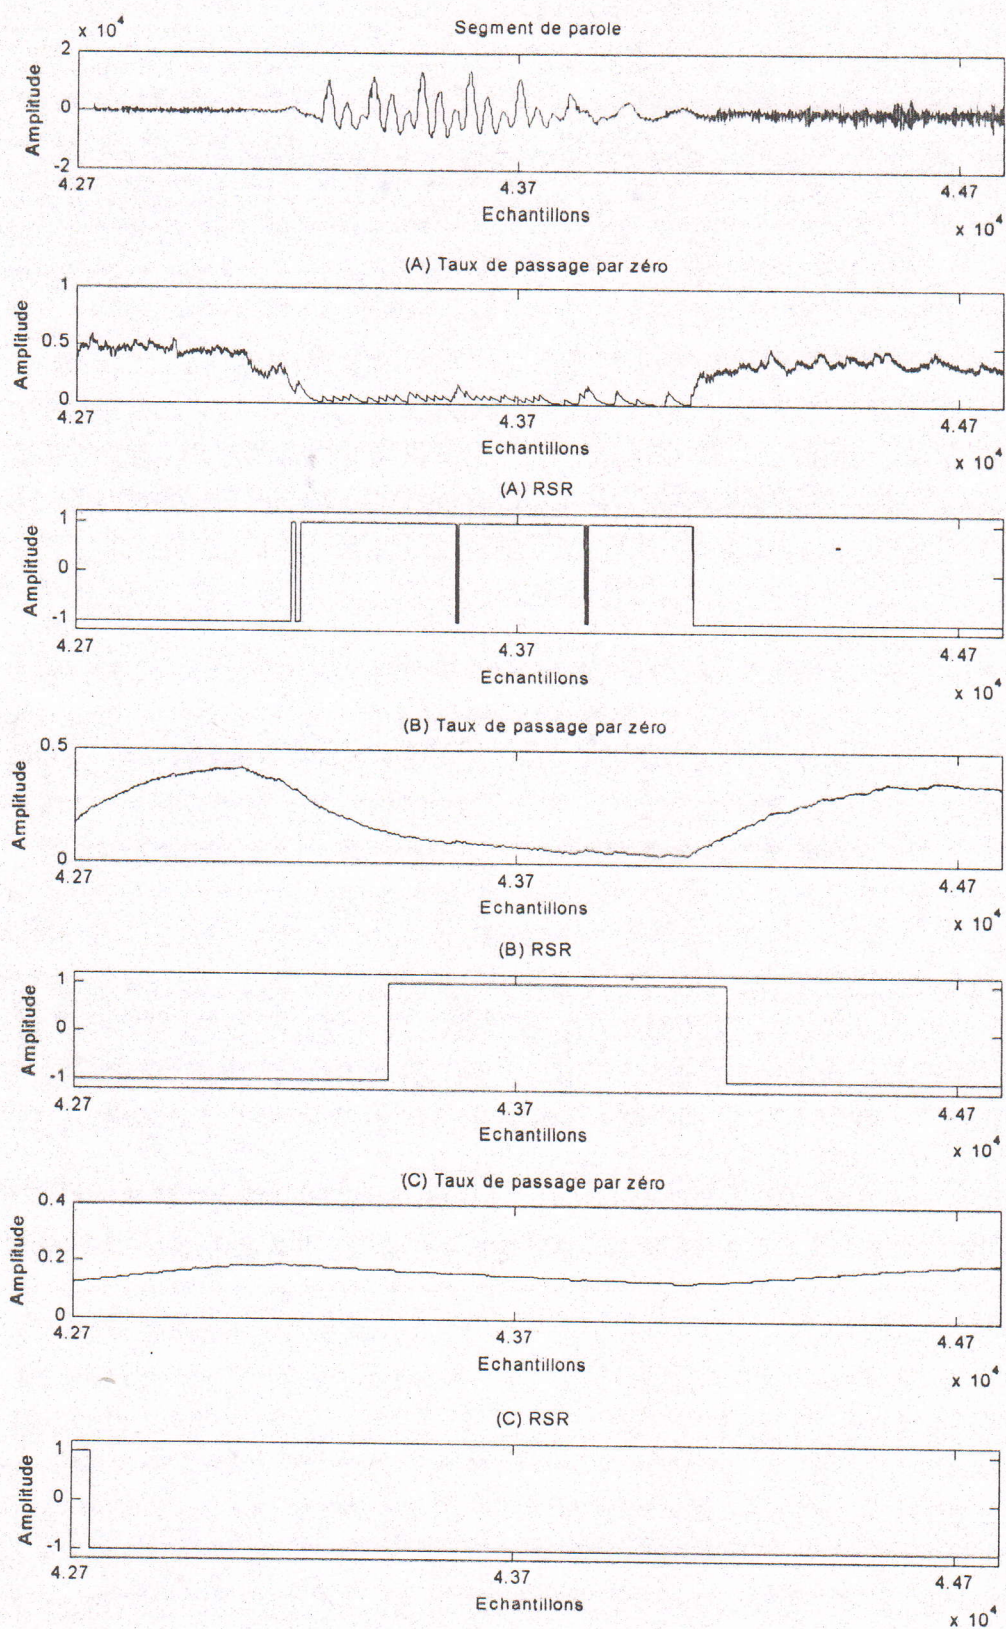 x 10⁴
Segment de parole
2
0
-2
Amplitude
4.27
4.37
4.47
Echantillons
x 10⁴
(A) Taux de passage par zéro
1
0.5
0
Amplitude
4.27
4.37
4.47
Echantillons
x 10⁴
(A) RSR
1
0
-1
Amplitude
4.27
4.37
4.47
Echantillons
x 10⁴
(B) Taux de passage par zéro
0.5
0
Amplitude
4.27
4.37
4.47
Echantillons
x 10⁴
(B) RSR
1
0
-1
Amplitude
4.27
4.37
4.47
Echantillons
x 10⁴
(C) Taux de passage par zéro
0.4
0.2
0
Amplitude
4.27
4.37
4.47
Echantillons
x 10⁴
(C) RSR
1
0
-1
Amplitude
4.27
4.37
4.47
Echantillons
x 10⁴